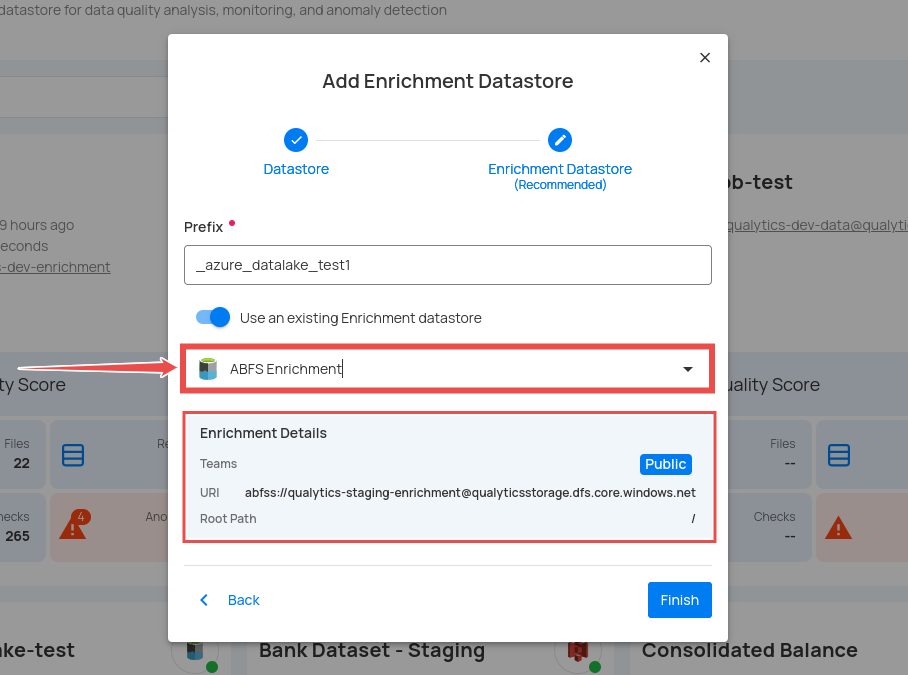 datastore for data quality analysis, monitoring, and anomaly detection
Add Enrichment Datastore
Datastore
Enrichment Datastore
(Recommended)
ob-test
9 hours ago
qualytics-dev-data@qualyti
econds
s-dev-enrichment
Prefix
_azure_datalake_test1
Use an existing Enrichment datastore
ABFS Enrichment
ty Score
uality Score
Enrichment Details
Teams
Public
URI
abfss://qualytics-staging-enrichment@qualyticsstorage.dfs.core.windows.net
Root Path
/
Files
22
Re
Files
--
hecks
265
4
Ano
Checks
--
Back
Finish
ke-test
Bank Dataset - Staging
Consolidated Balance